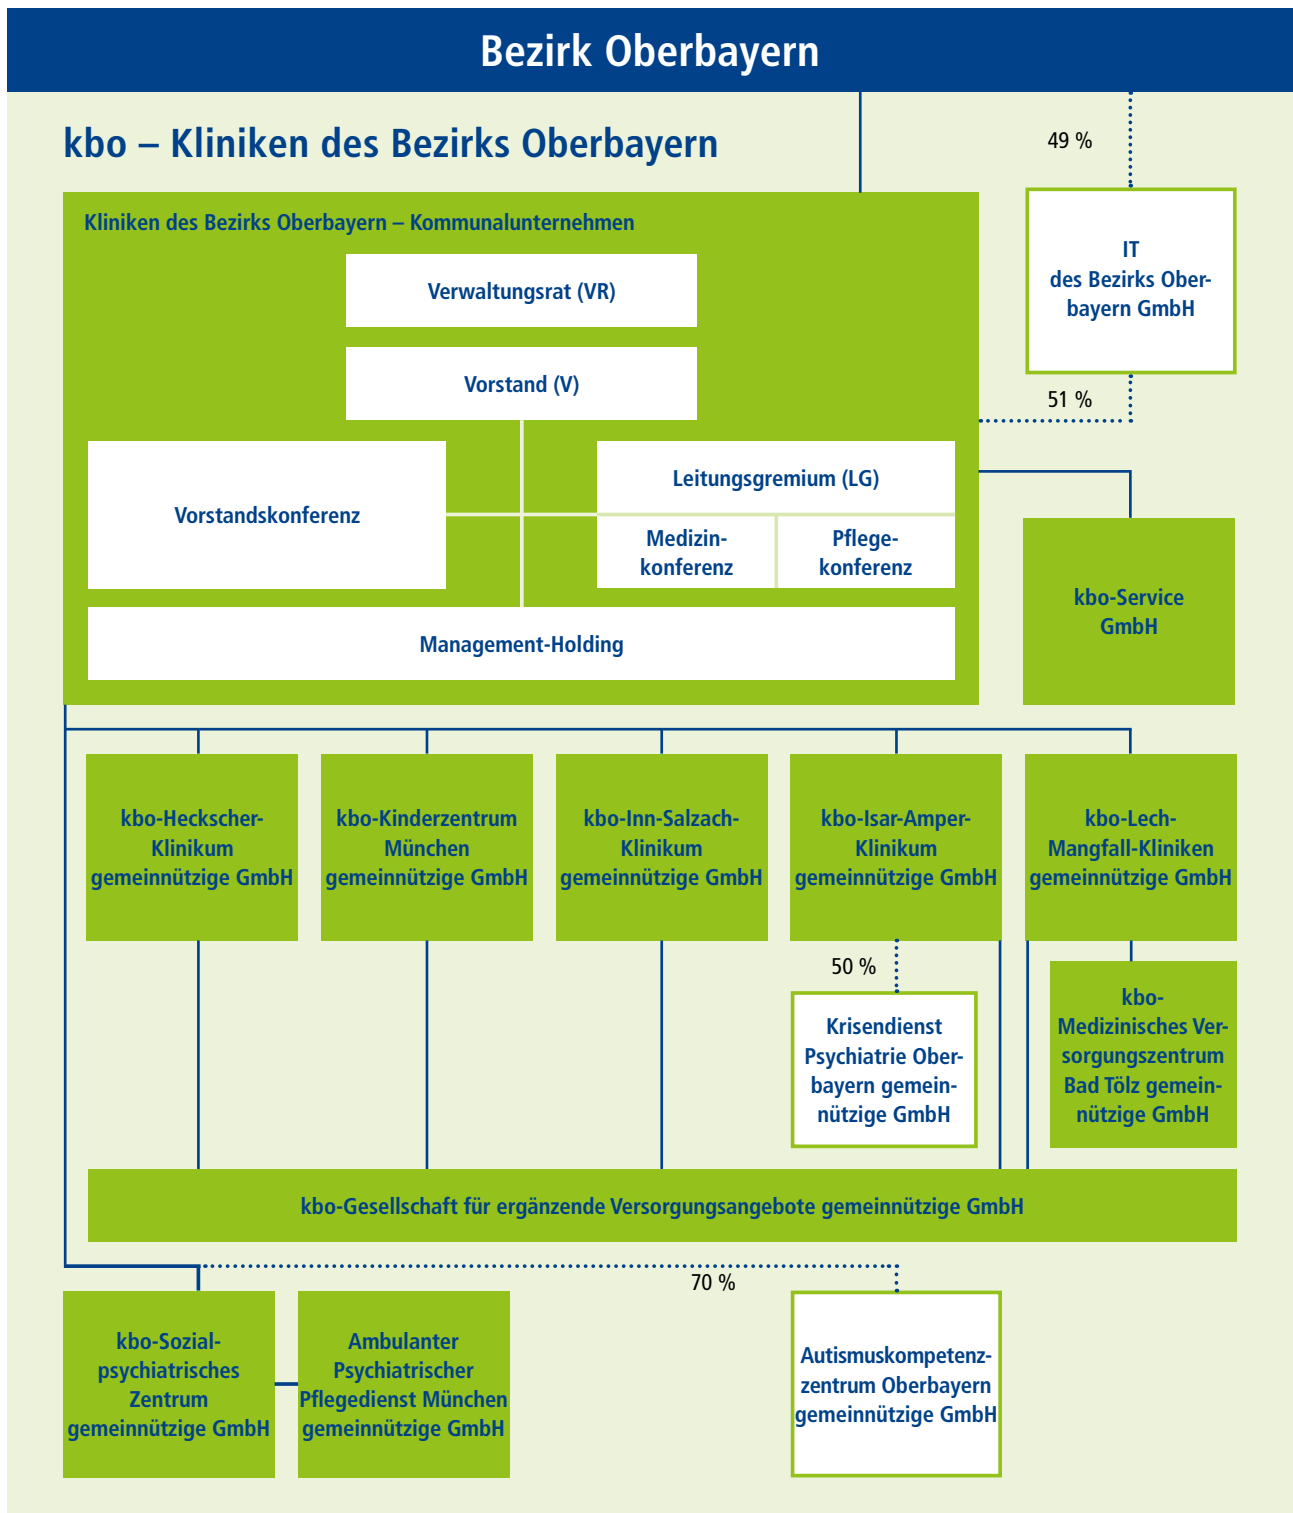 Bezirk Oberbayern
kbo – Kliniken des Bezirks Oberbayern
49 %
Kliniken des Bezirks Oberbayern – Kommunalunternehmen
IT
des Bezirks Ober-
bayern GmbH
Verwaltungsrat (VR)
Vorstand (V)
51 %
Vorstandskonferenz
Leitungsgremium (LG)
Medizin-
konferenz
Pflege-
konferenz
Management-Holding
kbo-Service
GmbH
kbo-Heckscher-
Klinikum
gemeinnützige GmbH
kbo-Kinderzentrum
München
gemeinnützige GmbH
kbo-Inn-Salzach-
Klinikum
gemeinnützige GmbH
kbo-Isar-Amper-
Klinikum
gemeinnützige GmbH
kbo-Lech-
Mangfall-Kliniken
gemeinnützige GmbH
50 %
Krisendienst
Psychiatrie Ober-
bayern gemein-
nützige GmbH
kbo-
Medizinisches Ver-
sorgungszentrum
Bad Tölz gemein-
nützige GmbH
kbo-Gesellschaft für ergänzende Versorgungsangebote gemeinnützige GmbH
70 %
kbo-Sozial-
psychiatrisches
Zentrum
gemeinnützige GmbH
Ambulanter
Psychiatrischer
Pflegedienst München
gemeinnützige GmbH
Autismuskompetenz-
zentrum Oberbayern
gemeinnützige GmbH